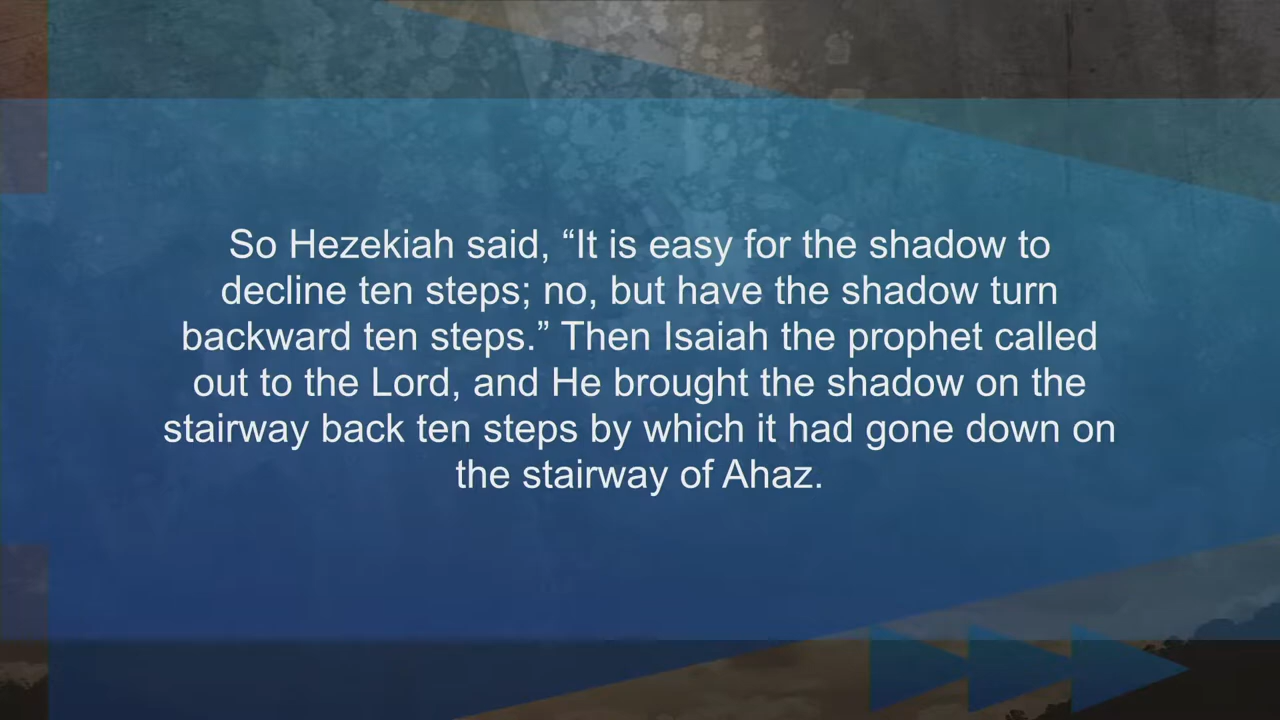 So Hezekiah said, “It is easy for the shadow to
decline ten steps; no, but have the shadow turn
backward ten steps.” Then Isaiah the prophet called
out to the Lord, and He brought the shadow on the
stairway back ten steps by which it had gone down on
the stairway of Ahaz.